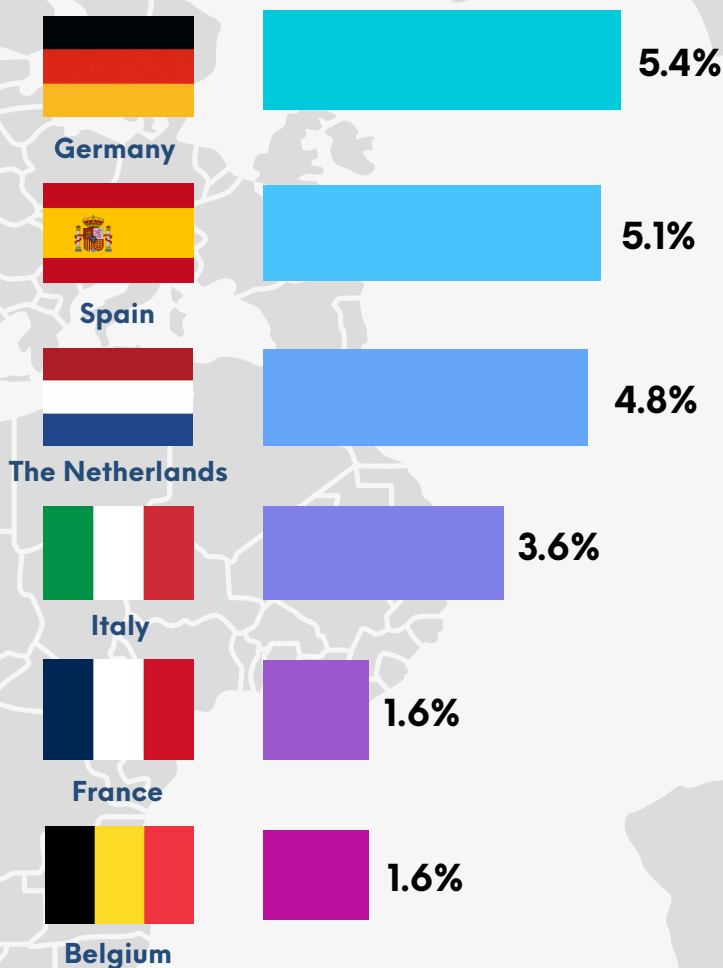 5.4%
Germany
5.1%
Spain
4.8%
The Netherlands
3.6%
Italy
1.6%
France
1.6%
Belgium